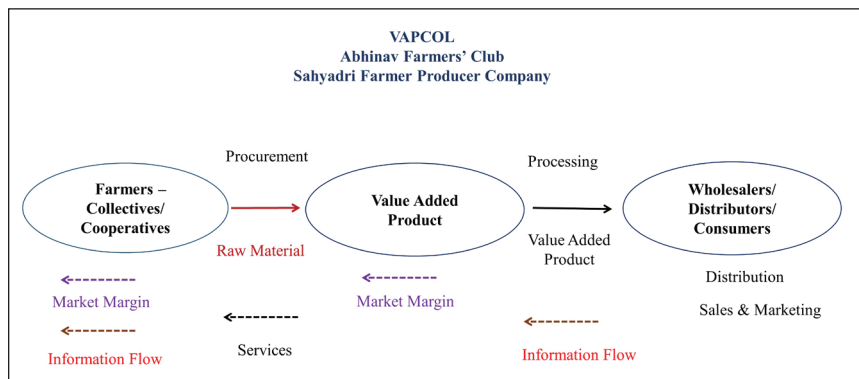 VAPCOL
Abhinav Farmers’ Club
Sahyadri Farmer Producer Company
Procurement
Processing
Farmers –
Collectives/
Cooperatives
Value Added
Product
Wholesalers/
Distributors/
Consumers
Raw Material
Value Added
Product
Distribution
Market Margin
Market Margin
Sales & Marketing
Services
Information Flow
Information Flow